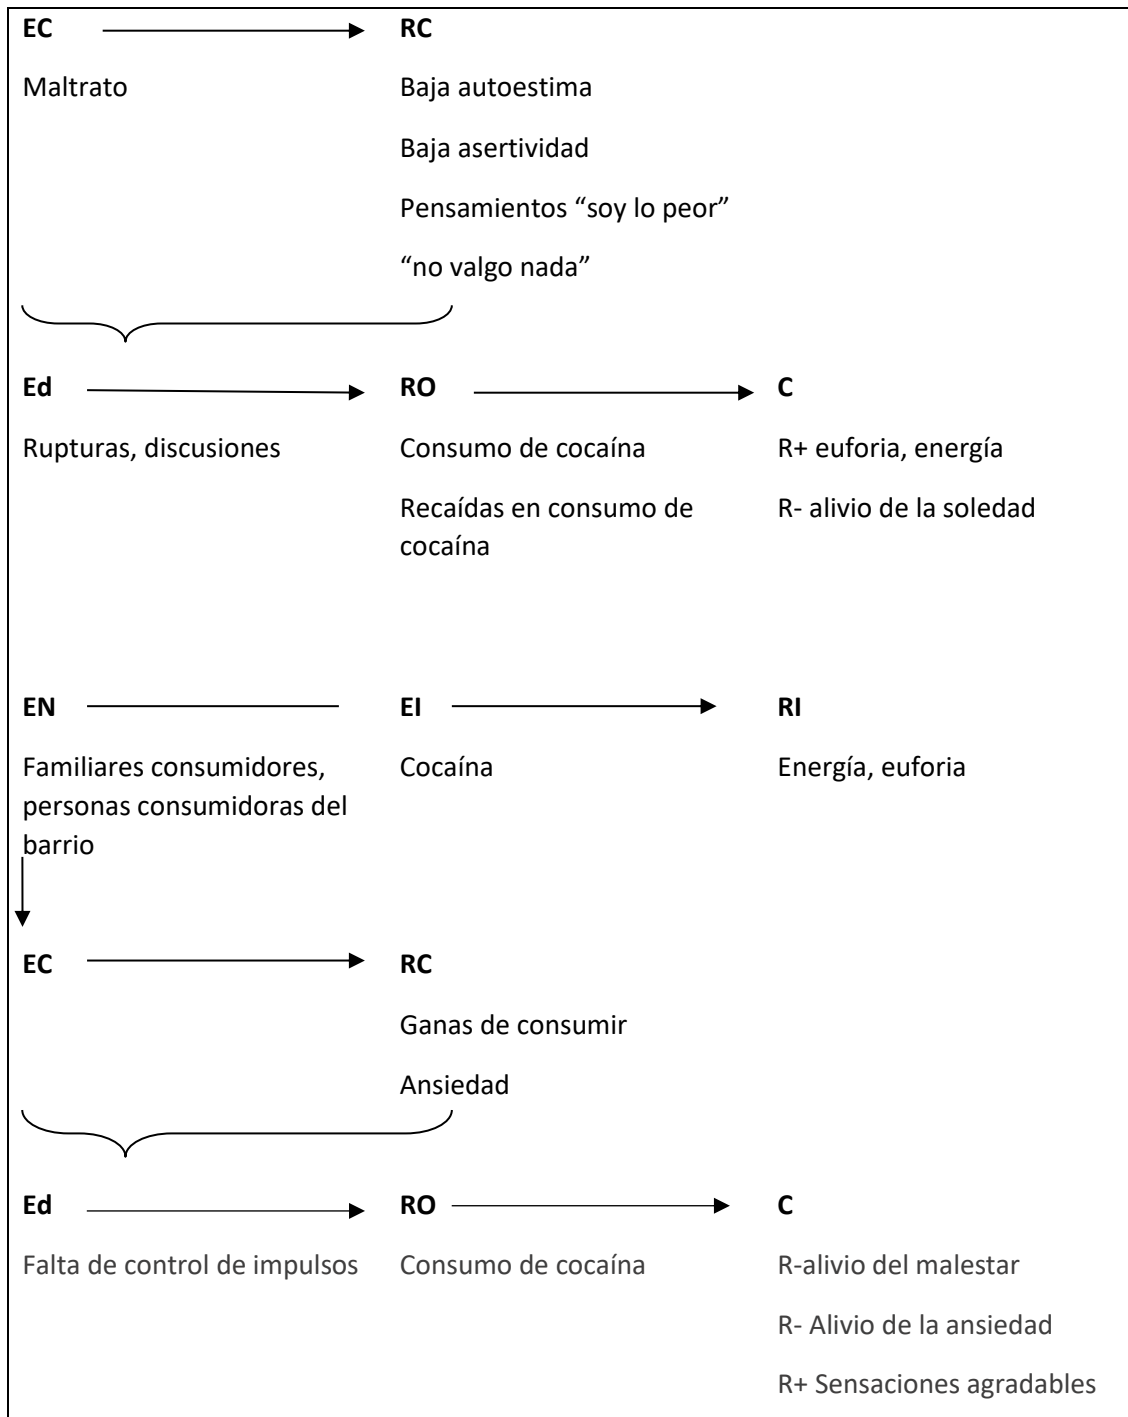 EC RC
Maltrato Baja autoestima
Baja asertividad
Pensamientos “soy lo peor”
“no valgo nada”
Ed RO C
Rupturas, discusiones Consumo de cocaína R+ euforia, energía
Recaídas en consumo de R- alivio de la soledad
cocaína
EN EI RI
Familiares consumidores, Cocaína Energía, euforia
personas consumidoras del
barrio
EC RC
Ganas de consumir
Ansiedad
Ed RO C
Falta de control de impulsos Consumo de cocaína R-alivio del malestar
R- Alivio de la ansiedad
R+ Sensaciones agradables